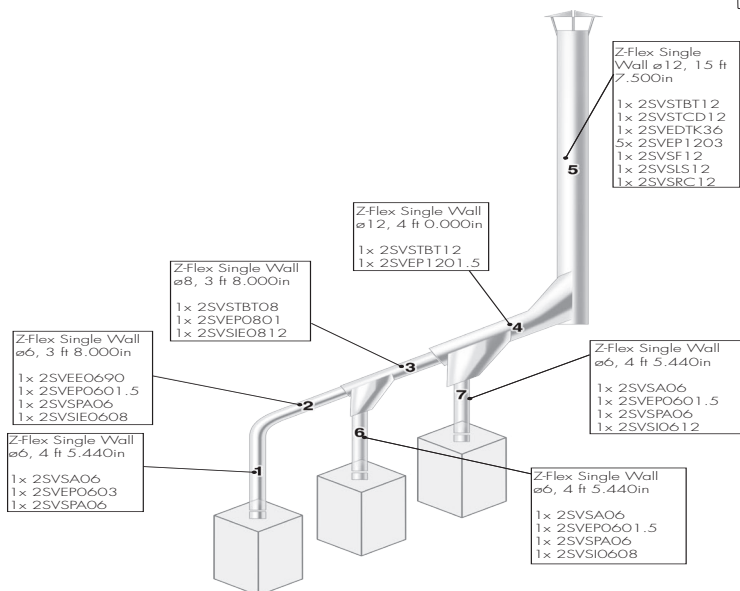 Z-Flex Single
Wall ø12, 15 ft
7.500in
1x 2SVSTBT12
1x 2SVSTCD12
1x 2SVEDTK36
5x 2SVEP1203
1x 2SVSF12
1x 2SVSLS12
1x 2SVSRC12
5
Z-Flex Single Wall
ø12, 4 ft 0.000in
1x 2SVSTBT12
1x 2SVEP1201.5
4
Z-Flex Single Wall
ø8, 3 ft 8.000in
1x 2SVSTBT08
1x 2SVEP0801
1x 2SVSIE0812
3
Z-Flex Single Wall
ø6, 3 ft 8.000in
1x 2SVEE0690
1x 2SVEP0601.5
1x 2SVSPA06
1x 2SVSIE0608
2
Z-Flex Single Wall
ø6, 4 ft 5.440in
1x 2SVSA06
1x 2SVEP0601.5
1x 2SVSPA06
1x 2SVSI0612
7
Z-Flex Single Wall
ø6, 4 ft 5.440in
1x 2SVSA06
1x 2SVEP0603
1x 2SVSPA06
1
6
Z-Flex Single Wall
ø6, 4 ft 5.440in
1x 2SVSA06
1x 2SVEP0601.5
1x 2SVSPA06
1x 2SVSI0608